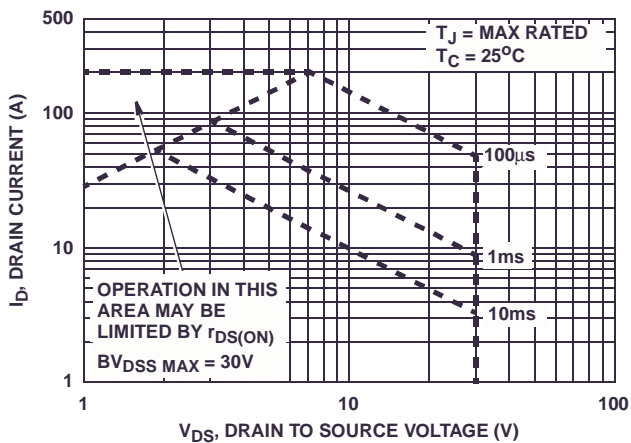 500
T_J = MAX RATED
T_C = 25°C
100
100µs
10
1ms
10ms
OPERATION IN THIS
AREA MAY BE
LIMITED BY r_DS(ON)
BV_DSS MAX = 30V
1
1
10
100
I_D, DRAIN CURRENT (A)
V_DS, DRAIN TO SOURCE VOLTAGE (V)